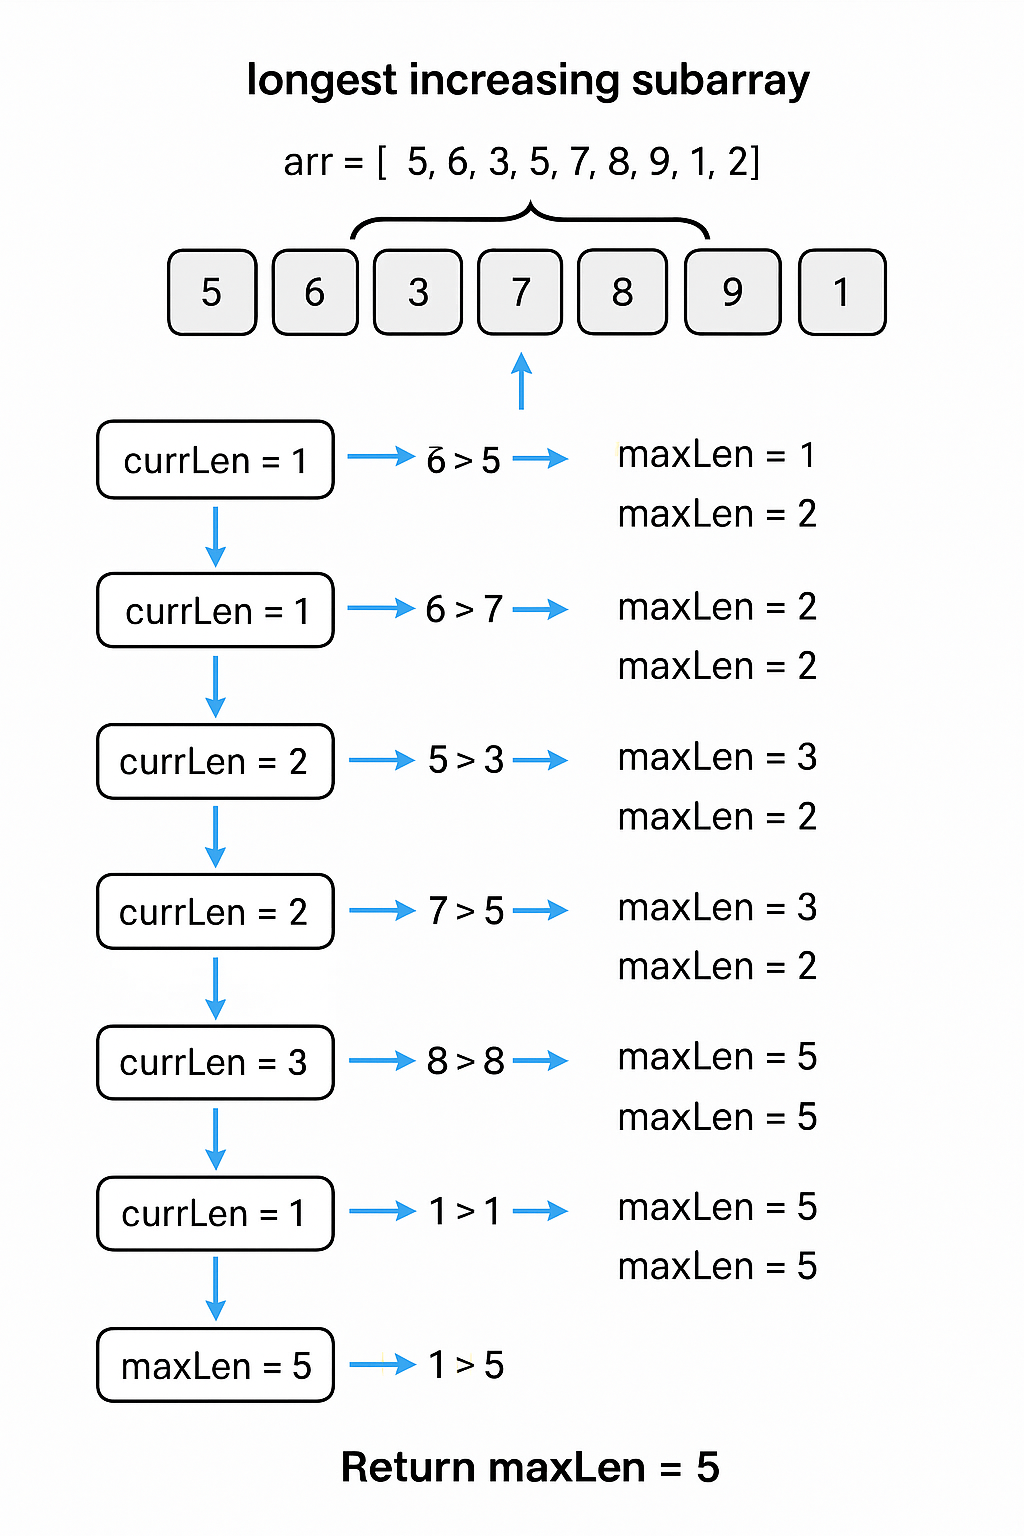 longest increasing subarray
arr = [ 5, 6, 3, 5, 7, 8, 9, 1, 2]
5 6 3 7 8 9 1
currLen = 1 6 > 5 maxLen = 1
maxLen = 2
currLen = 1 6 > 7 maxLen = 2
maxLen = 2
currLen = 2 5 > 3 maxLen = 3
maxLen = 2
currLen = 2 7 > 5 maxLen = 3
maxLen = 2
currLen = 3 8 > 8 maxLen = 5
maxLen = 5
currLen = 1 1 > 1 maxLen = 5
maxLen = 5
maxLen = 5 1 > 5
Return maxLen = 5